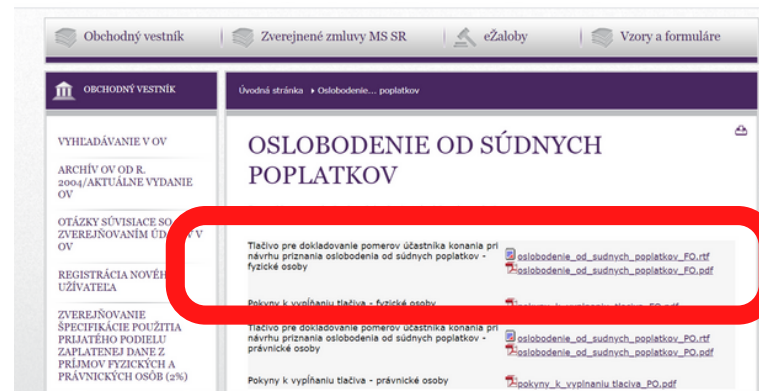 Obchodný vestník
Zverejnené zmluvy MS SR
eŽaloby
Vzory a formuláre
OBCHODNÝ VESTNÍK
VYHĽADÁVANIE V OV
ARCHÍV OV OD R.
2004/AKTUÁLNE VYDANIE
OV
OTÁZKY SÚVISIACE SO
ZVEREJŇOVANÍM V
OV
REGISTRÁCIA
UŽÍVATEĽA
ZVEREJŇOVANIE
ŠPECIFIKÁCIE POUŽITIA
PRIJATÉHO PODIELU
ZAPLATENEJ DANE Z
PRÍJMOV FYZICKÝCH A
PRÁVNICKÝCH OSÔB (2%)
Úvodná stránka Oslobodenie... poplatkov
OSLOBODENIE OD SÚDNYCH
POPLATKOV
Tlačivo pre dokladovanie pomerov účastníka konania pri
návrhu priznania oslobodenia od súdnych poplatkov -
fyzické osoby
oslobodenie_od_sudnych_poplatkov_FO.rtf
oslobodenie_od_sudnych_poplatkov_FO.pdf
Pokyny k vypĺňaniu tlačiva - fyzické osoby
Tlačivo pre dokladovanie pomerov účastníka konania pri
návrhu priznania oslobodenia od súdnych poplatkov -
právnické osoby
oslobodenie_od_sudnych_poplatkov_PO.rtf
oslobodenie_od_sudnych_poplatkov_PO.pdf
Pokyny k vypĺňaniu tlačiva - právnické osoby
pokyny_k_vyplnaniu tlaciva_PO.pdf